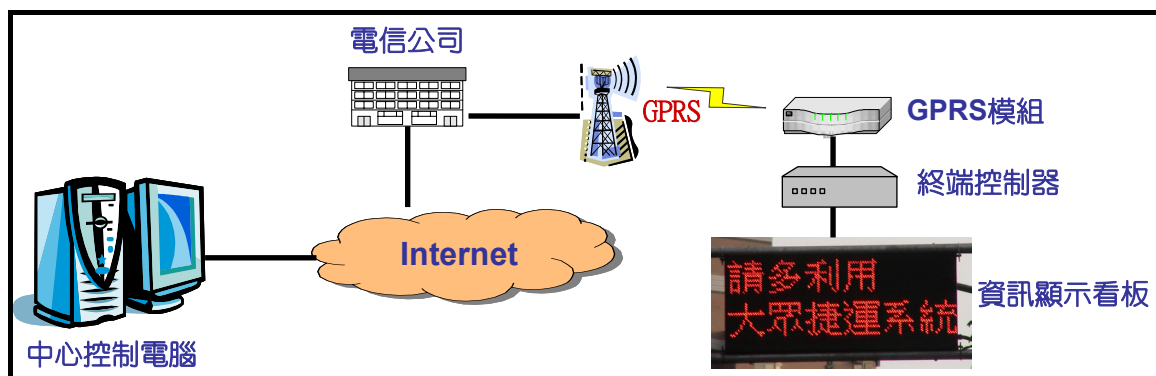 電信公司
GPRS
GPRS模組
終端控制器
Internet
請多利用
大眾捷運系統
資訊顯示看板
中心控制電腦